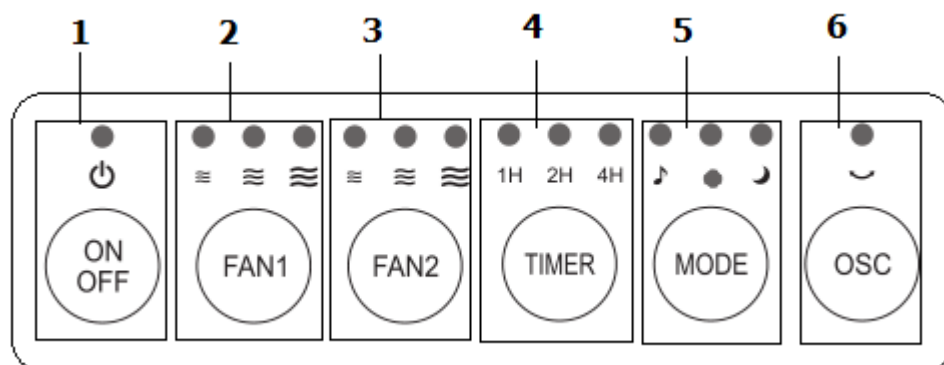 1 2 3 4 5 6
1H 2H 4H
ON
OFF
FAN1 FAN2 TIMER MODE OSC